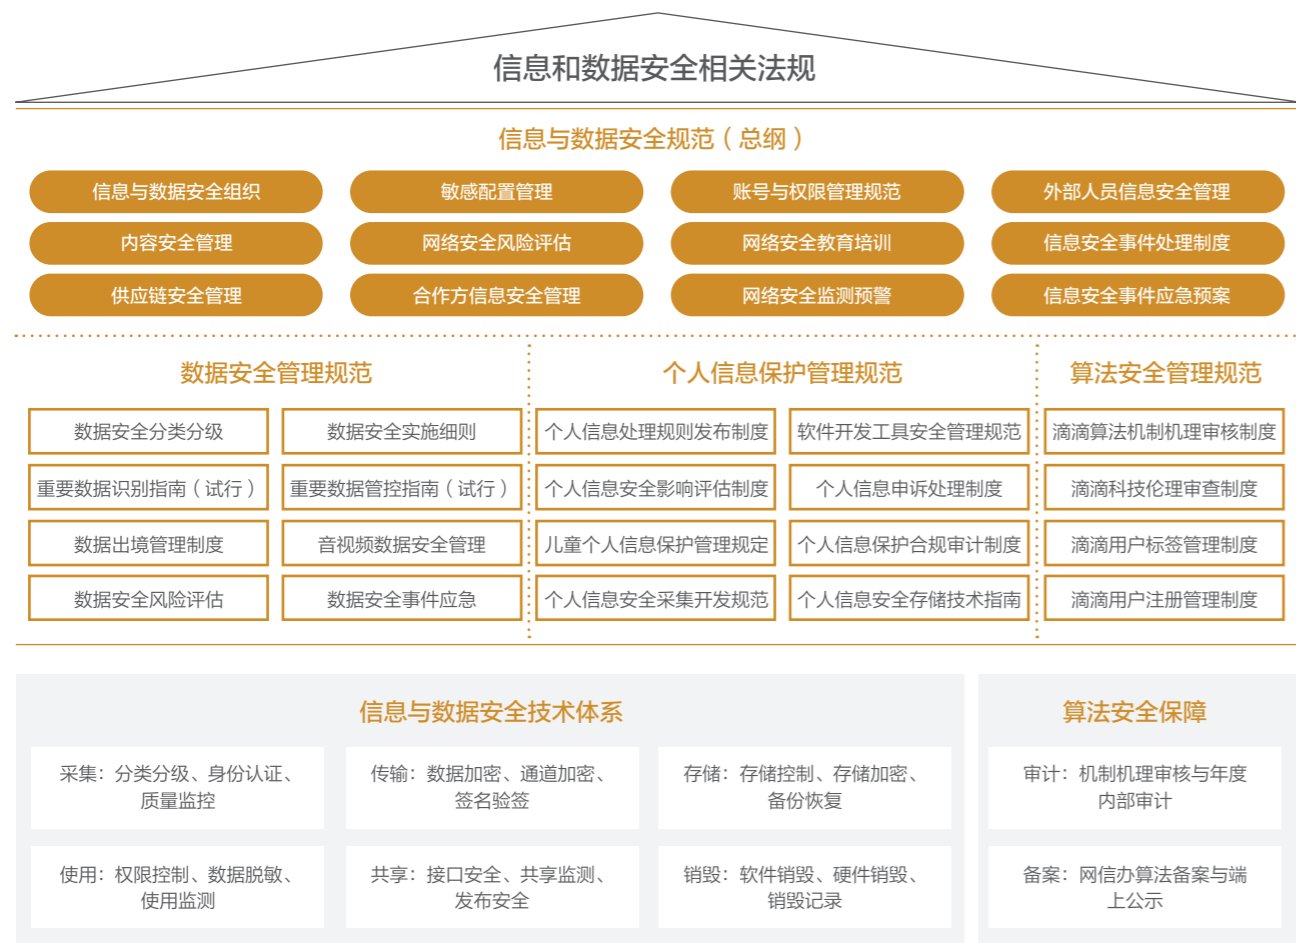 信息和数据安全相关法规
信息与数据安全规范（总纲）
信息与数据安全组织
敏感配置管理
账号与权限管理规范
外部人员信息安全管理
内容安全管理
网络安全风险评估
网络安全教育培训
信息安全事件处理制度
供应链安全管理
合作方信息安全管理
网络安全监测预警
信息安全事件应急预案
数据安全管理规范
数据安全分类分级
数据安全实施细则
重要数据识别指南（试行）
重要数据管控指南（试行）
数据出境管理制度
音视频数据安全管理
数据安全风险评估
数据安全事件应急
个人信息保护管理规范
个人信息处理规则发布制度
软件开发工具安全管理规范
个人信息安全影响评估制度
个人信息申诉处理制度
儿童个人信息保护管理规定
个人信息保护合规审计制度
个人信息安全采集开发规范
个人信息安全存储技术指南
算法安全管理规范
滴滴算法机制机理审核制度
滴滴科技伦理审查制度
滴滴用户标签管理制度
滴滴用户注册管理制度
信息与数据安全技术体系
采集：分类分级、身份认证、
质量监控
传输：数据加密、通道加密、
签名验签
存储：存储控制、存储加密、
备份恢复
使用：权限控制、数据脱敏、
使用监测
共享：接口安全、共享监测、
发布安全
销毁：软件销毁、硬件销毁、
销毁记录
算法安全保障
审计：机制机理审核与年度
内部审计
备案：网信办算法备案与端
上公示